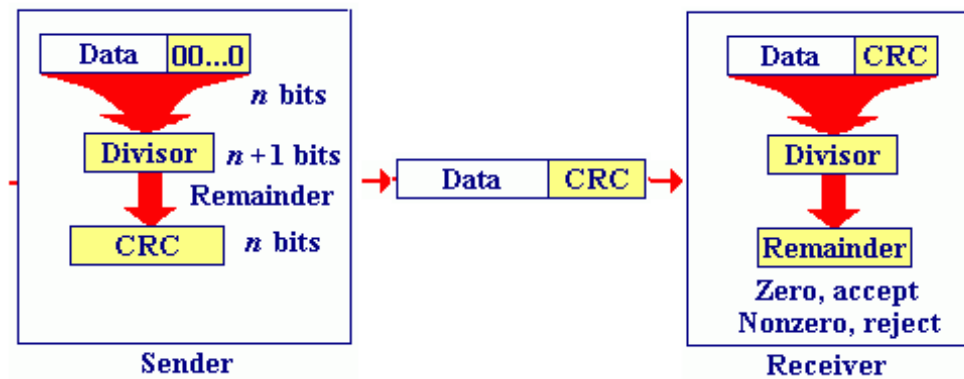 Data 00...0
n bits
Divisor n+1 bits
Remainder
CRC n bits
Sender
Data CRC
Data CRC
Divisor
Remainder
Zero, accept
Nonzero, reject
Receiver